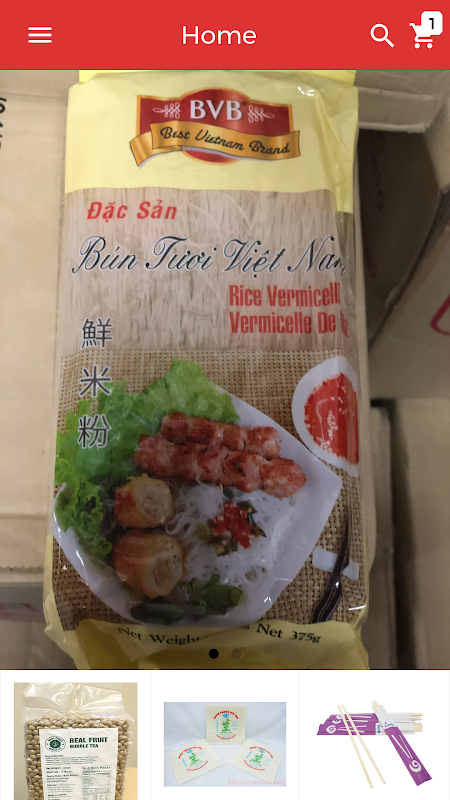 Home
1
BVB
Best Vietnam Brand
Đặc Sản
Bún Tươi Việt Nam
Rice Vermicelli
Vermicelle De
鮮米粉
Net Weight
Net 375g
REAL FRUIT
BUBBLE TEA